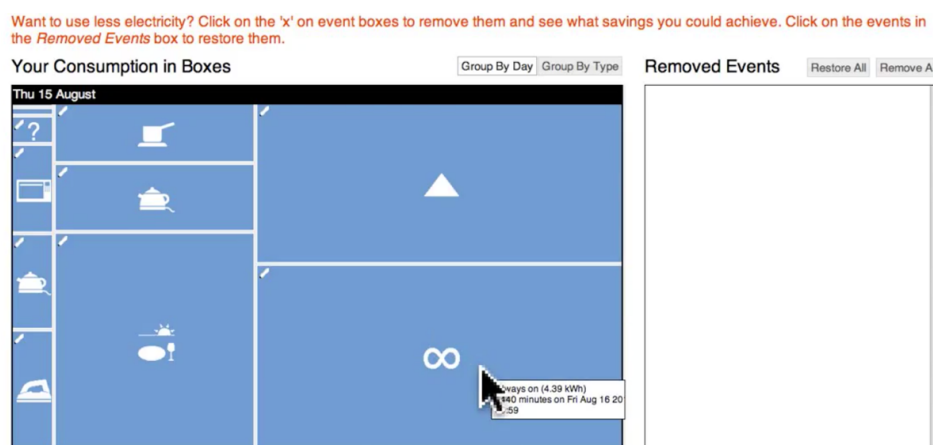 Want to use less electricity? Click on the 'x' on event boxes to remove them and see what savings you could achieve. Click on the events in
the Removed Events box to restore them.
Your Consumption in Boxes
Group By Day Group By Type
Removed Events
Restore All Remove A
Thu 15 August
?
ways on (4.39 kWh)
40 minutes on Fri Aug 16 20
:59